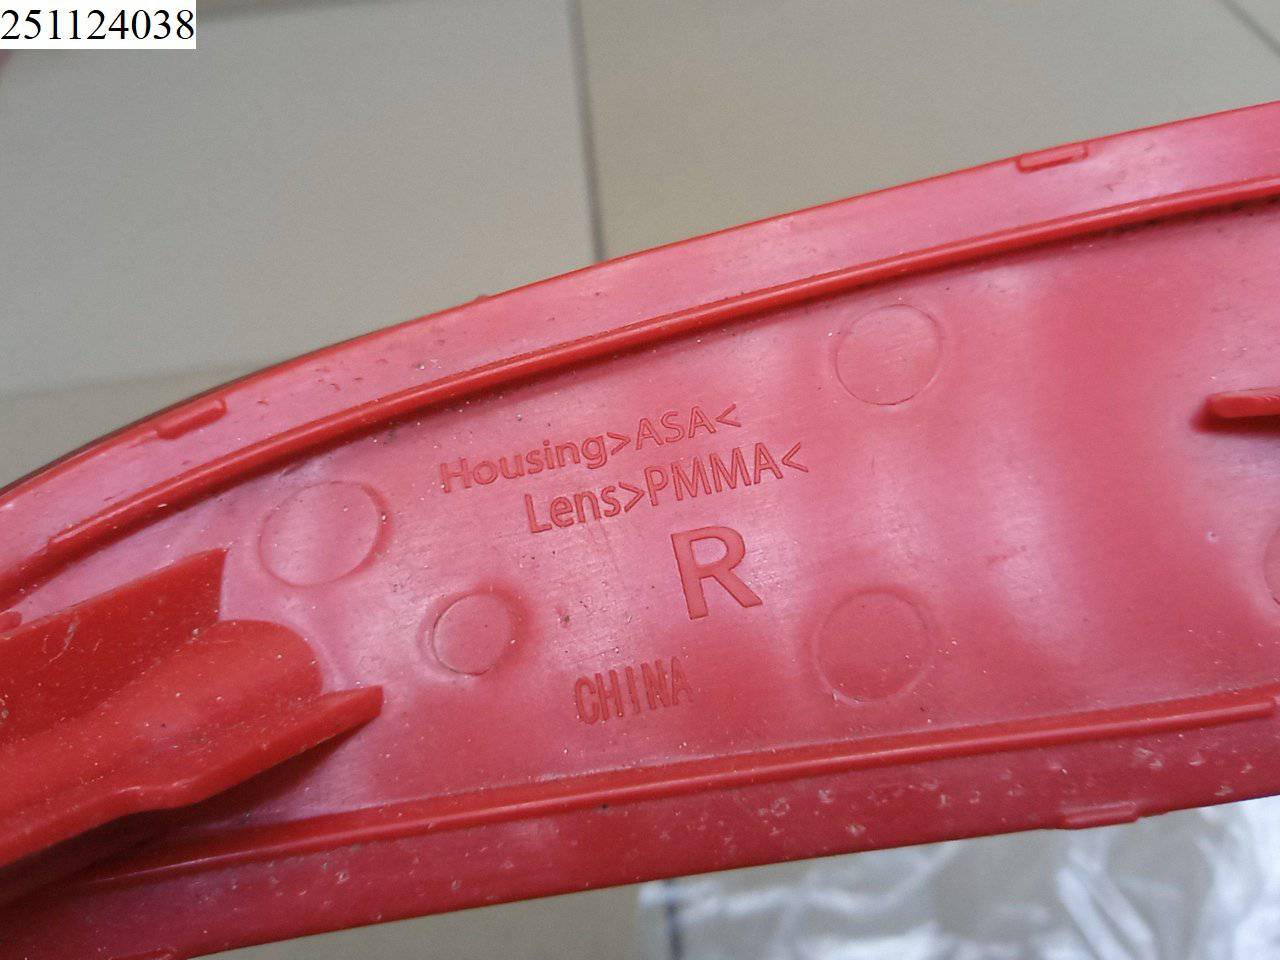 251124038
Housing>ASA<
Lens>PMMA<
R
CHINA